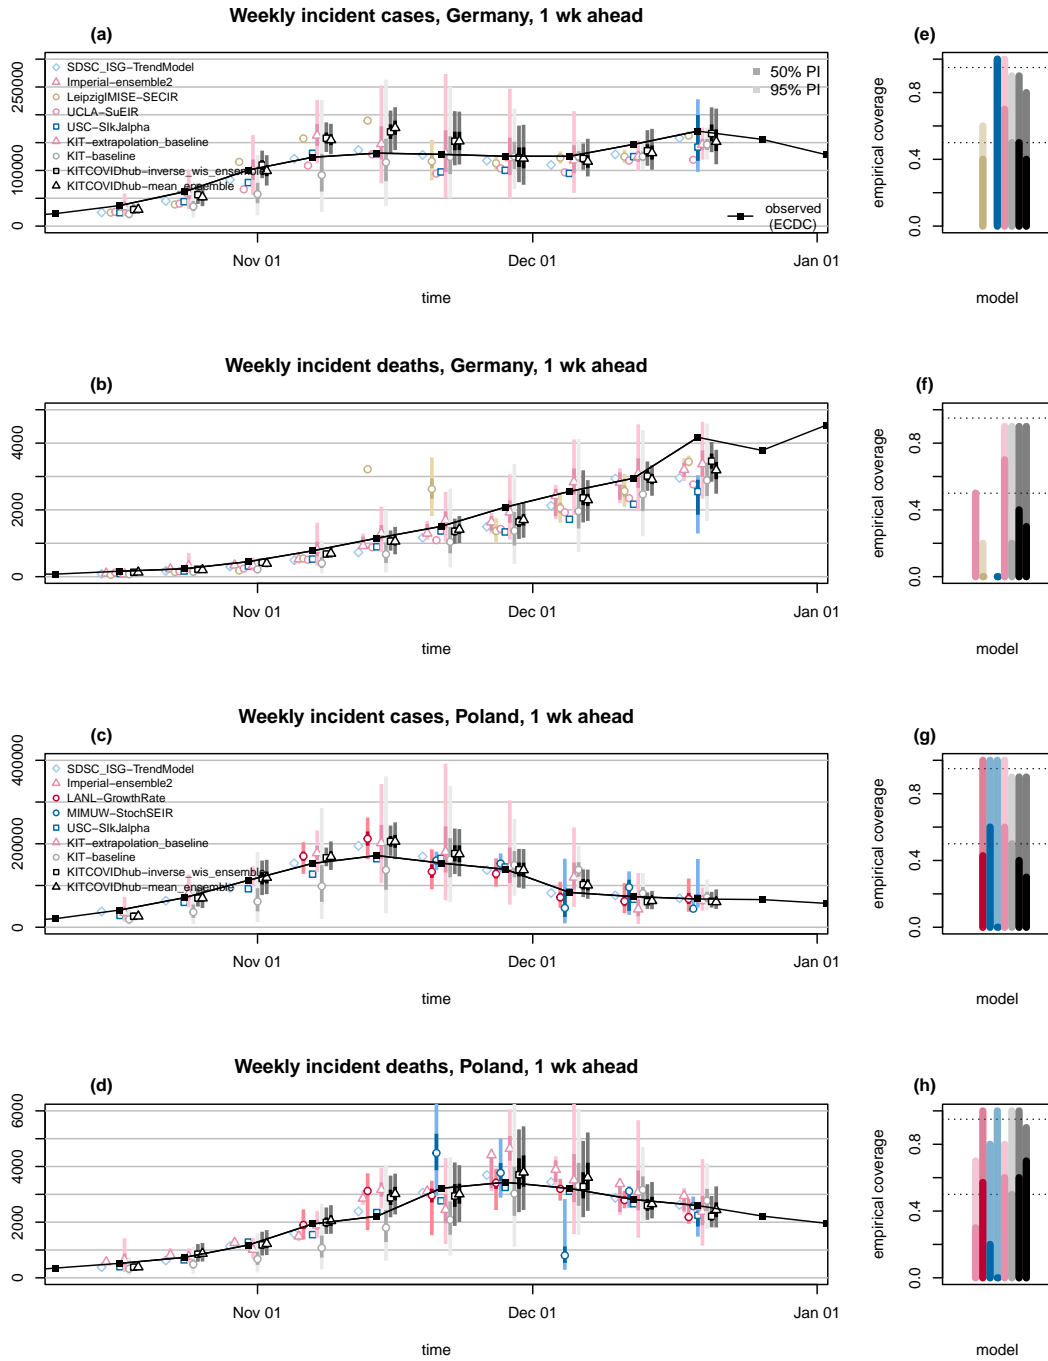 Weekly incident cases, Germany, 1 wk ahead
(a)
(e)
0
100000
250000
SDSC_ISG−TrendModel
Imperial−ensemble2
LeipzigIMISE−SECIR
UCLA−SuEIR
USC−SIkJalpha
KIT−extrapolation_baseline
KIT−baseline
KITCOVIDhub−inverse_wis_ensemble
KITCOVIDhub−mean_ensemble
50% PI
95% PI
observed
(ECDC)
Nov 01
Dec 01
Jan 01
time
empirical coverage
0.0
0.4
0.8
model
Weekly incident deaths, Germany, 1 wk ahead
(b)
(f)
0
2000
4000
Nov 01
Dec 01
Jan 01
time
empirical coverage
0.0
0.4
0.8
model
Weekly incident cases, Poland, 1 wk ahead
(c)
(g)
0
200000
400000
SDSC_ISG−TrendModel
Imperial−ensemble2
LANL−GrowthRate
MIMUW−StochSEIR
USC−SIkJalpha
KIT−extrapolation_baseline
KIT−baseline
KITCOVIDhub−inverse_wis_ensemble
KITCOVIDhub−mean_ensemble
Nov 01
Dec 01
Jan 01
time
empirical coverage
0.0
0.4
0.8
model
Weekly incident deaths, Poland, 1 wk ahead
(d)
(h)
0
2000
4000
6000
Nov 01
Dec 01
Jan 01
time
empirical coverage
0.0
0.4
0.8
model